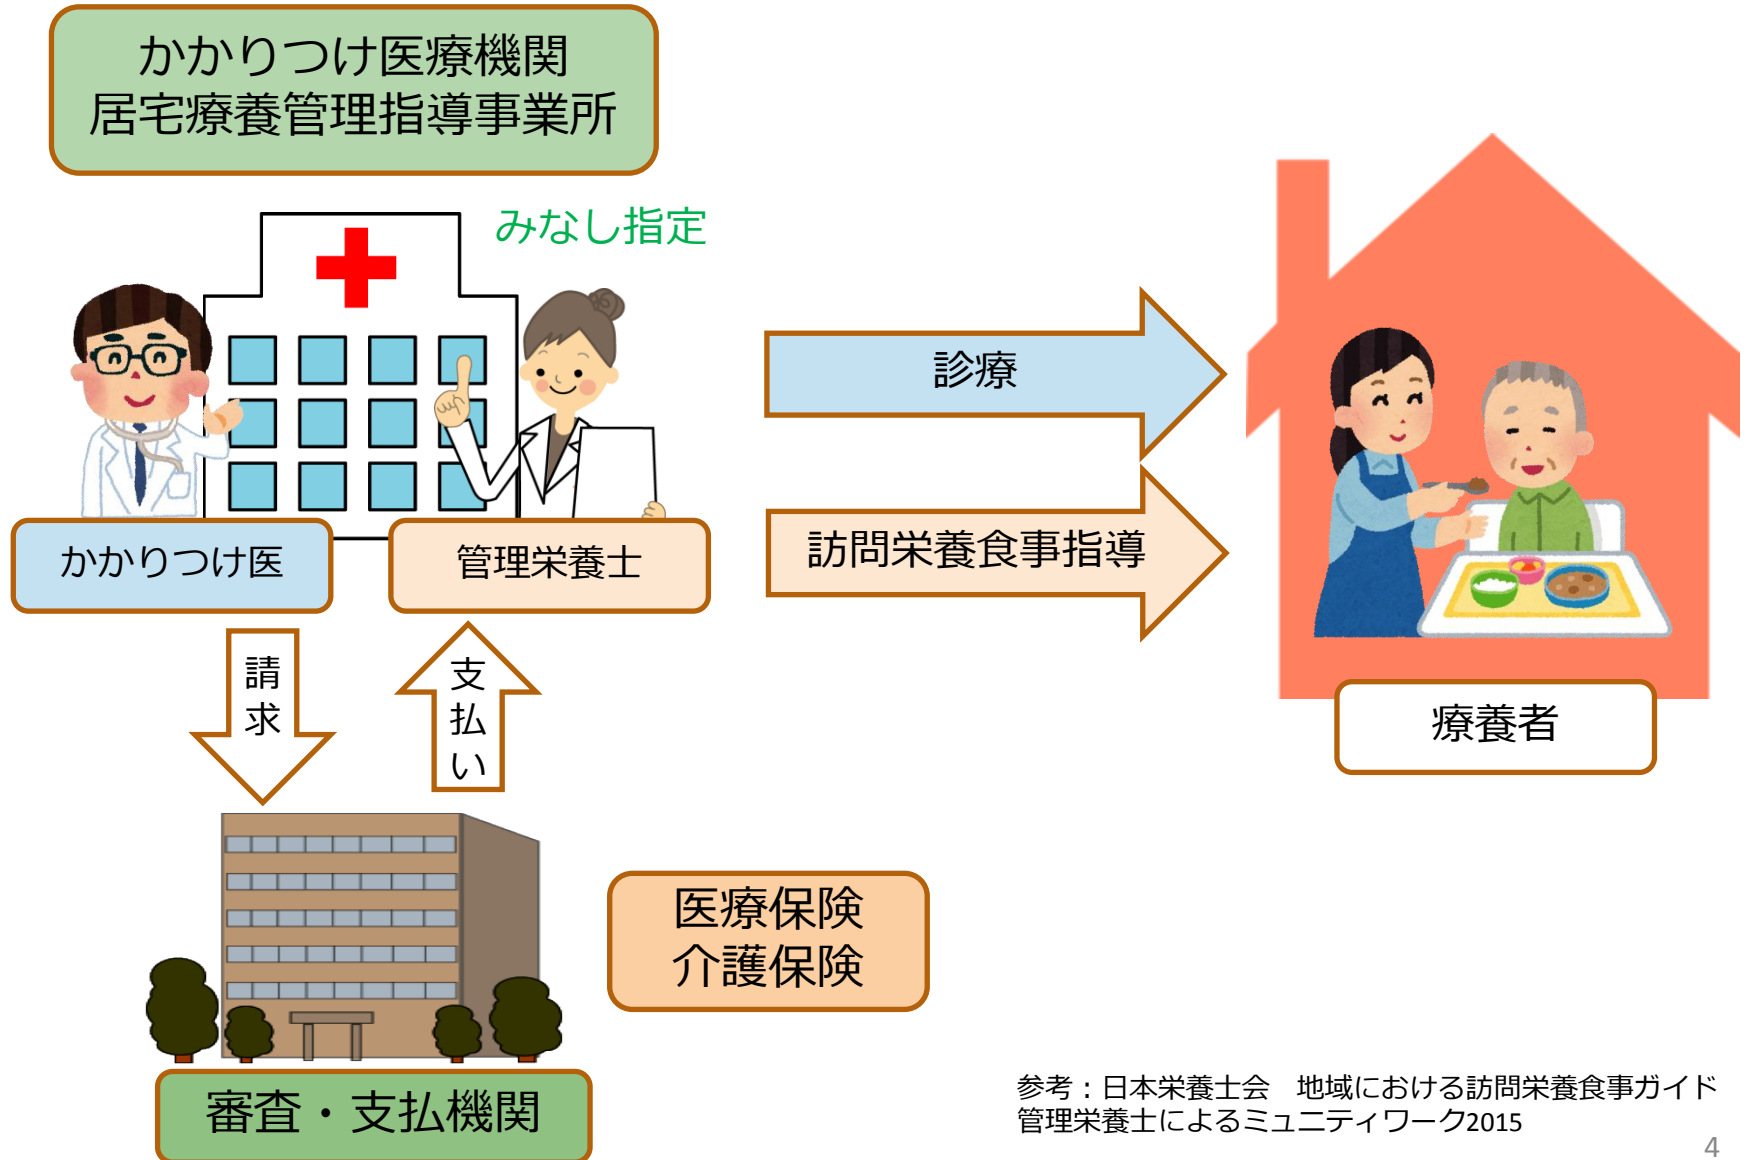 かかりつけ医療機関
居宅療養管理指導事業所
みなし指定
かかりつけ医
管理栄養士
診療
訪問栄養食事指導
療養者
請求
支払い
医療保険
介護保険
審査・支払機関
参考：日本栄養士会　地域における訪問栄養食事ガイド
管理栄養士によるミュニティワーク2015
4